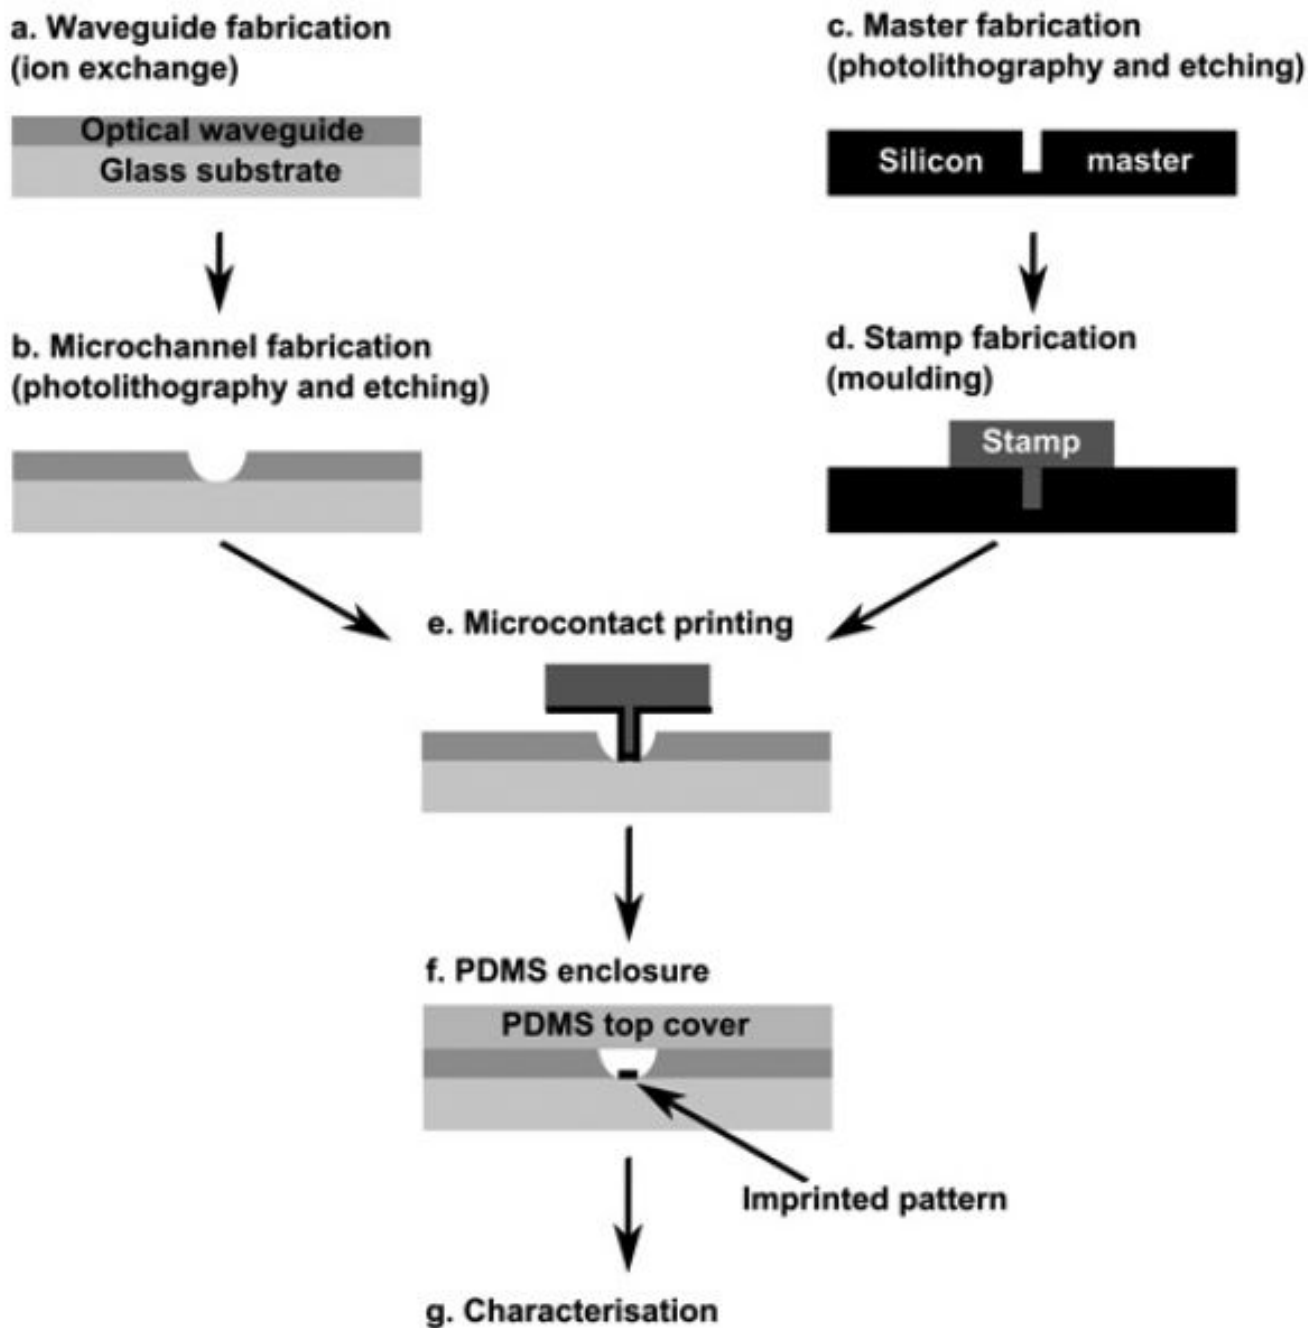 a. Waveguide fabrication
(ion exchange)
Optical waveguide
Glass substrate
b. Microchannel fabrication
(photolithography and etching)
c. Master fabrication
(photolithography and etching)
Silicon master
d. Stamp fabrication
(moulding)
Stamp
e. Microcontact printing
f. PDMS enclosure
PDMS top cover
Imprinted pattern
g. Characterisation